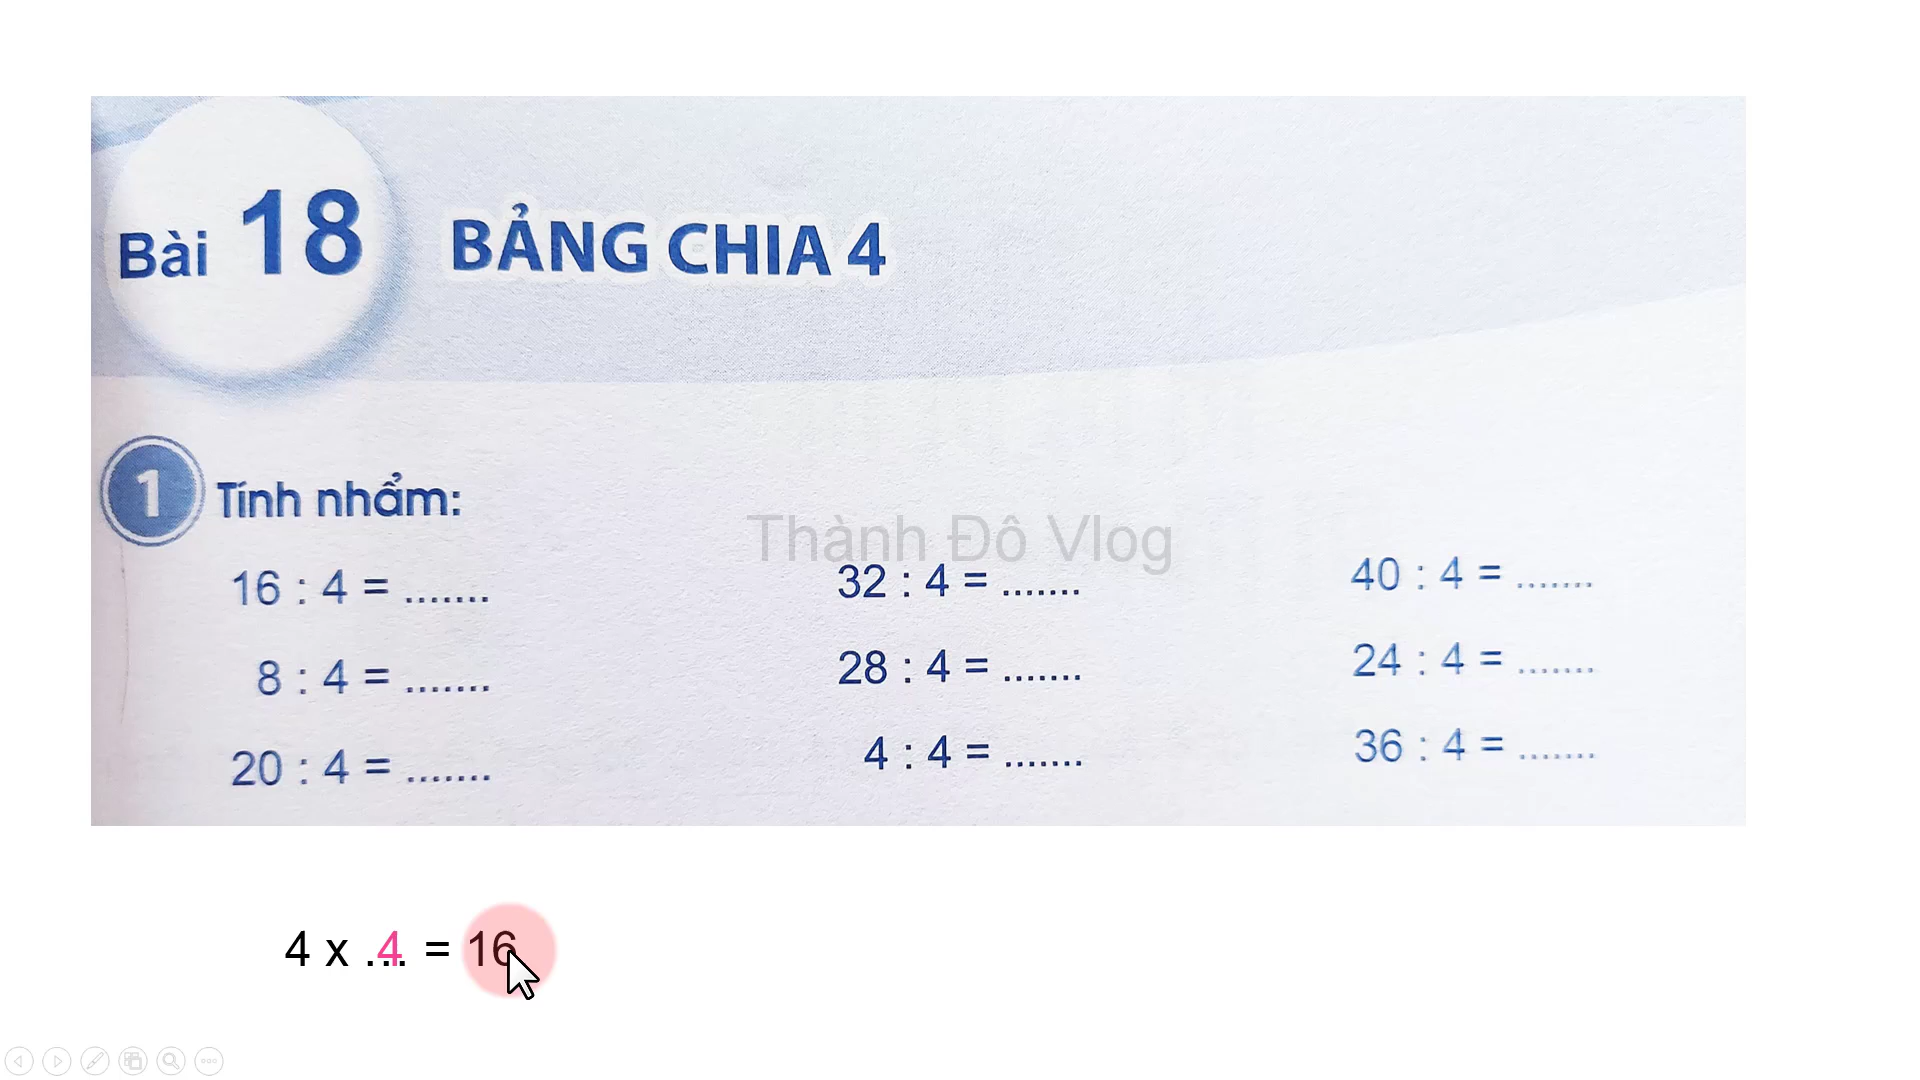 Bài 18 BẢNG CHIA 4
1 Tính nhẩm:
Thành Đô Vlog
16 : 4 = ....... 32 : 4 = ....... 40 : 4 = .......
8 : 4 = ....... 28 : 4 = ....... 24 : 4 = .......
20 : 4 = ....... 4 : 4 = ....... 36 : 4 = .......
4 x .4. = 16